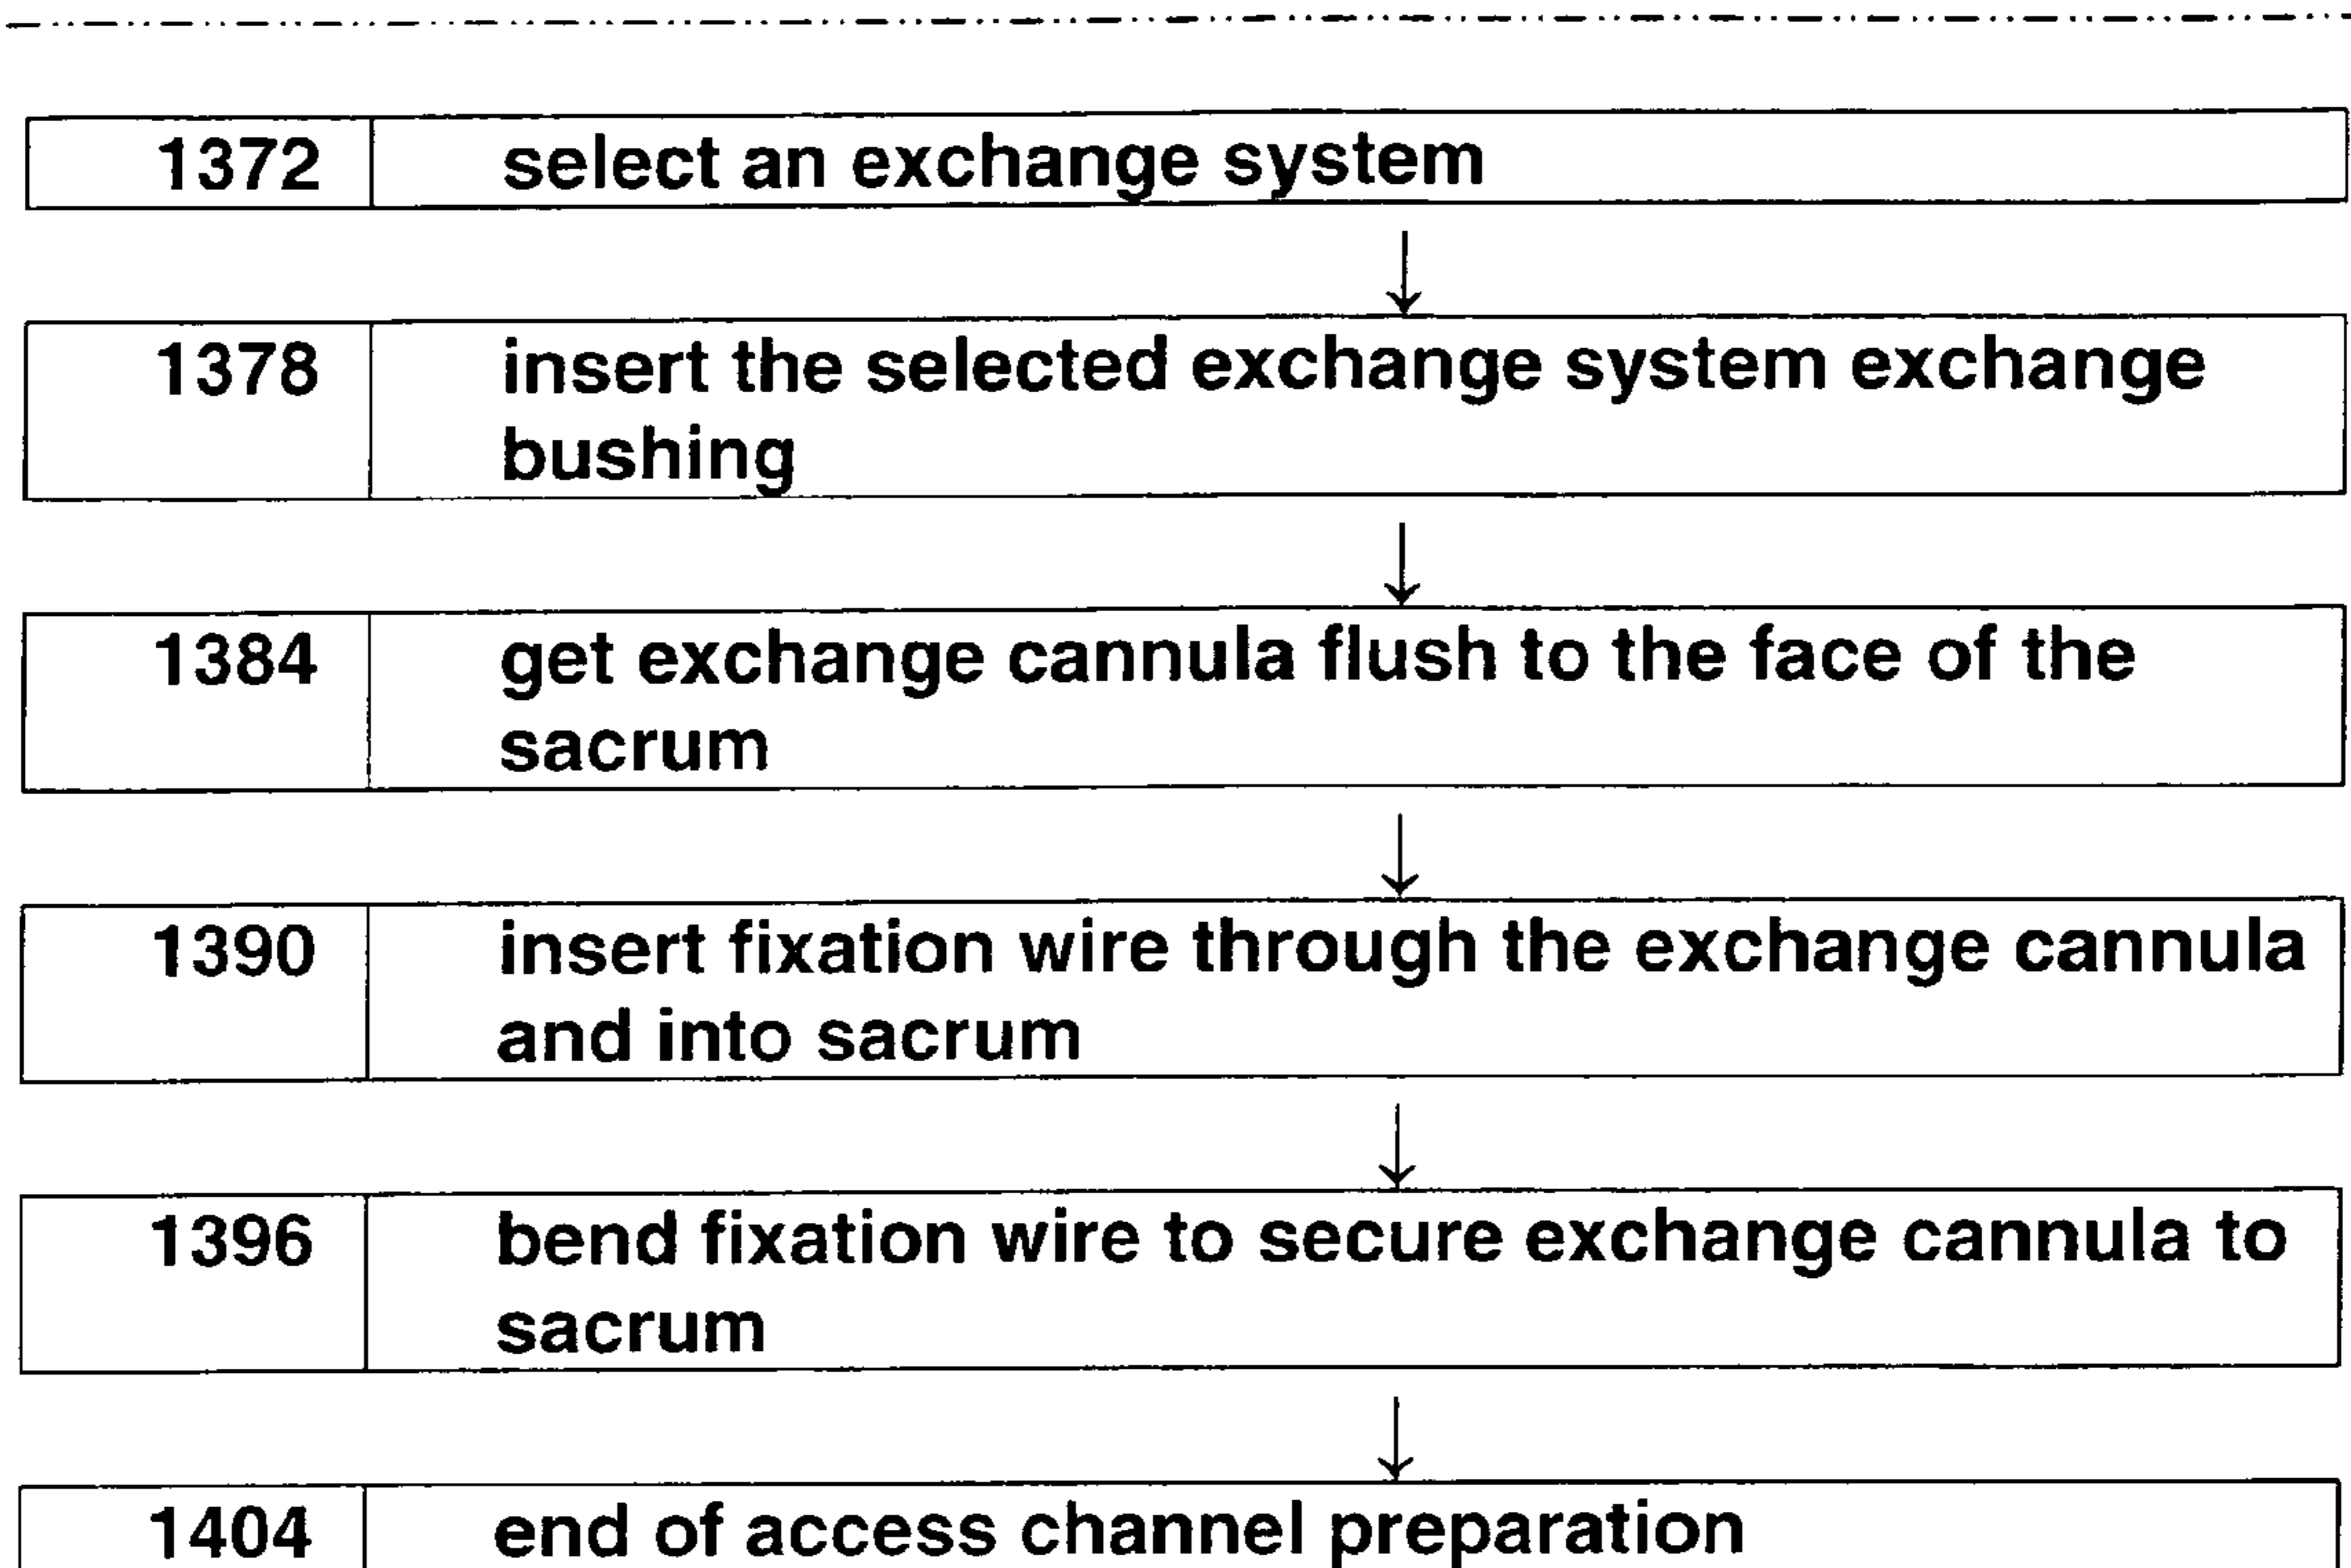 1372 select an exchange system
1378 insert the selected exchange system exchange
bushing
1384 get exchange cannula flush to the face of the
sacrum
1390 insert fixation wire through the exchange cannula
and into sacrum
1396 bend fixation wire to secure exchange cannula to
sacrum
1404 end of access channel preparation